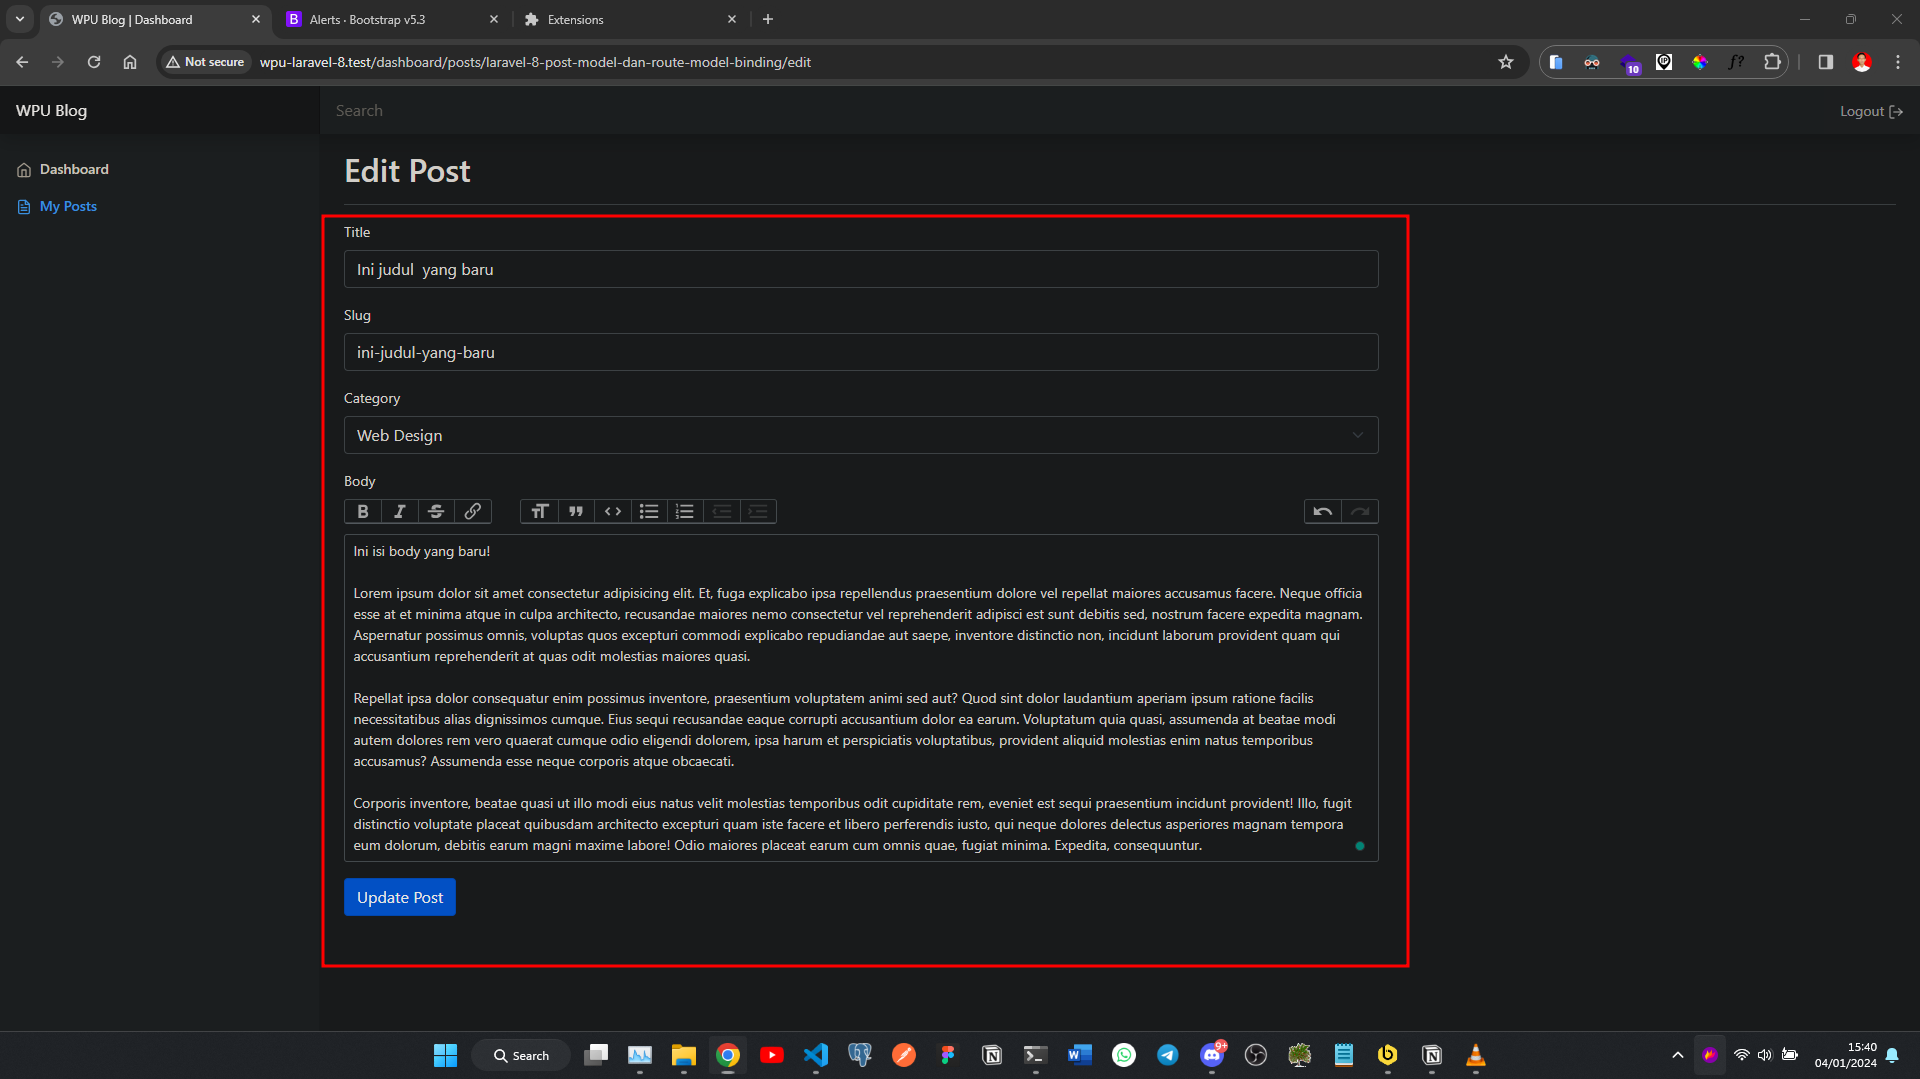 WPU Blog | Dashboard
Alerts · Bootstrap v5.3
Extensions
Not secure
wpu-laravel-8.test/dashboard/posts/laravel-8-post-model-dan-route-model-binding/edit
10
f?
WPU Blog
Search
Logout
Dashboard
My Posts
Edit Post
Title
Ini judul  yang baru
Slug
ini-judul-yang-baru
Category
Web Design
Body
Ini isi body yang baru!
Lorem ipsum dolor sit amet consectetur adipisicing elit. Et, fuga explicabo ipsa repellendus praesentium dolore vel repellat maiores accusamus facere. Neque officia
esse at et minima atque in culpa architecto, recusandae maiores nemo consectetur vel reprehenderit adipisci est sunt debitis sed, nostrum facere expedita magnam.
Aspernatur possimus omnis, voluptas quos excepturi commodi explicabo repudiandae aut saepe, inventore distinctio non, incidunt laborum provident quam qui
accusantium reprehenderit at quas odit molestias maiores quasi.
Repellat ipsa dolor consequatur enim possimus inventore, praesentium voluptatem animi sed aut? Quod sint dolor laudantium aperiam ipsum ratione facilis
necessitatibus alias dignissimos cumque. Eius sequi recusandae eaque corrupti accusantium dolor ea earum. Voluptatum quia quasi, assumenda at beatae modi
autem dolores rem vero quaerat cumque odio eligendi dolorem, ipsa harum et perspiciatis voluptatibus, provident aliquid molestias enim natus temporibus
accusamus? Assumenda esse neque corporis atque obcaecati.
Corporis inventore, beatae quasi ut illo modi eius natus velit molestias temporibus odit cupiditate rem, eveniet est sequi praesentium incidunt provident! Illo, fugit
distinctio voluptate placeat quibusdam architecto excepturi quam iste facere et libero perferendis iusto, qui neque dolores delectus asperiores magnam tempora
eum dolorum, debitis earum magni maxime labore! Odio maiores placeat earum cum omnis quae, fugiat minima. Expedita, consequuntur.
Update Post
Search
9+
15:40
04/01/2024